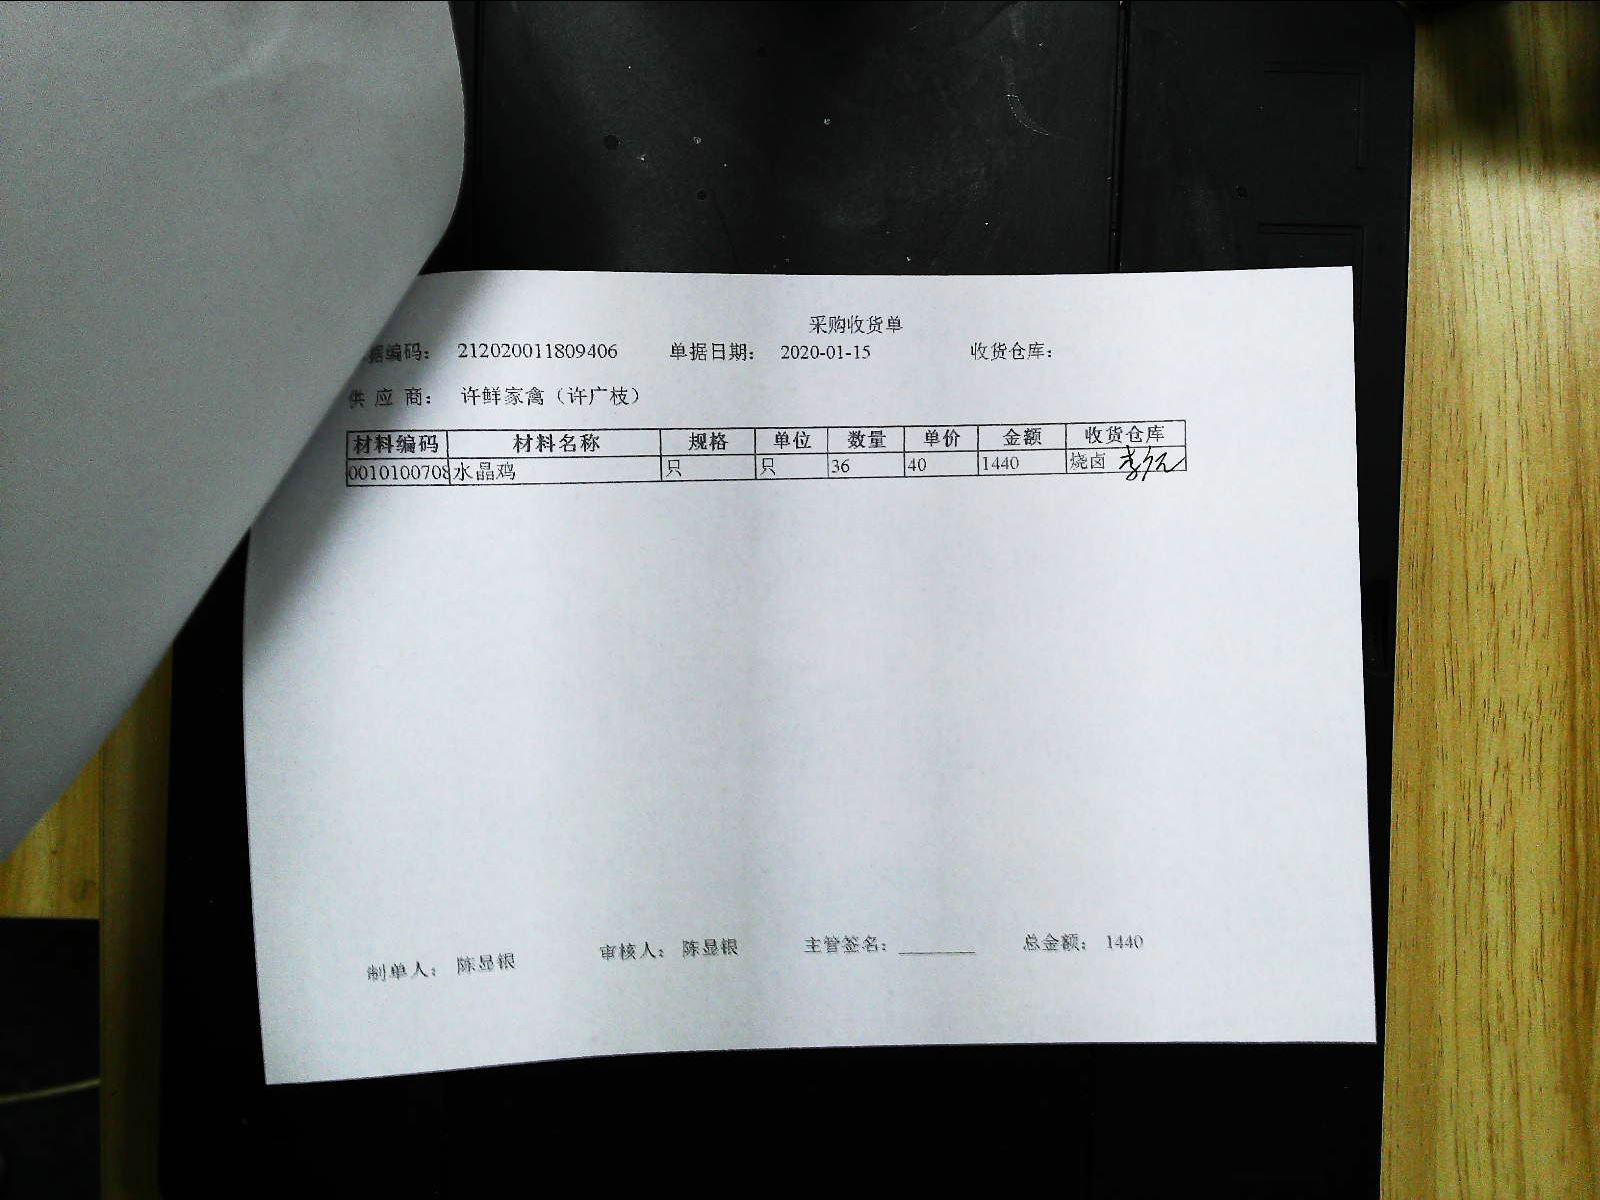 采购收货单
据编码： 212020011809406 单据日期： 2020-01-15 收货仓库：
供 应 商： 许鲜家禽（许广枝）
材料编码 材料名称 规格 单位 数量 单价 金额 收货仓库
0010100708 水晶鸡 只 只 36 40 1440 烧卤
制单人： 陈显银 审核人： 陈显银 主管签名： 总金额： 1440